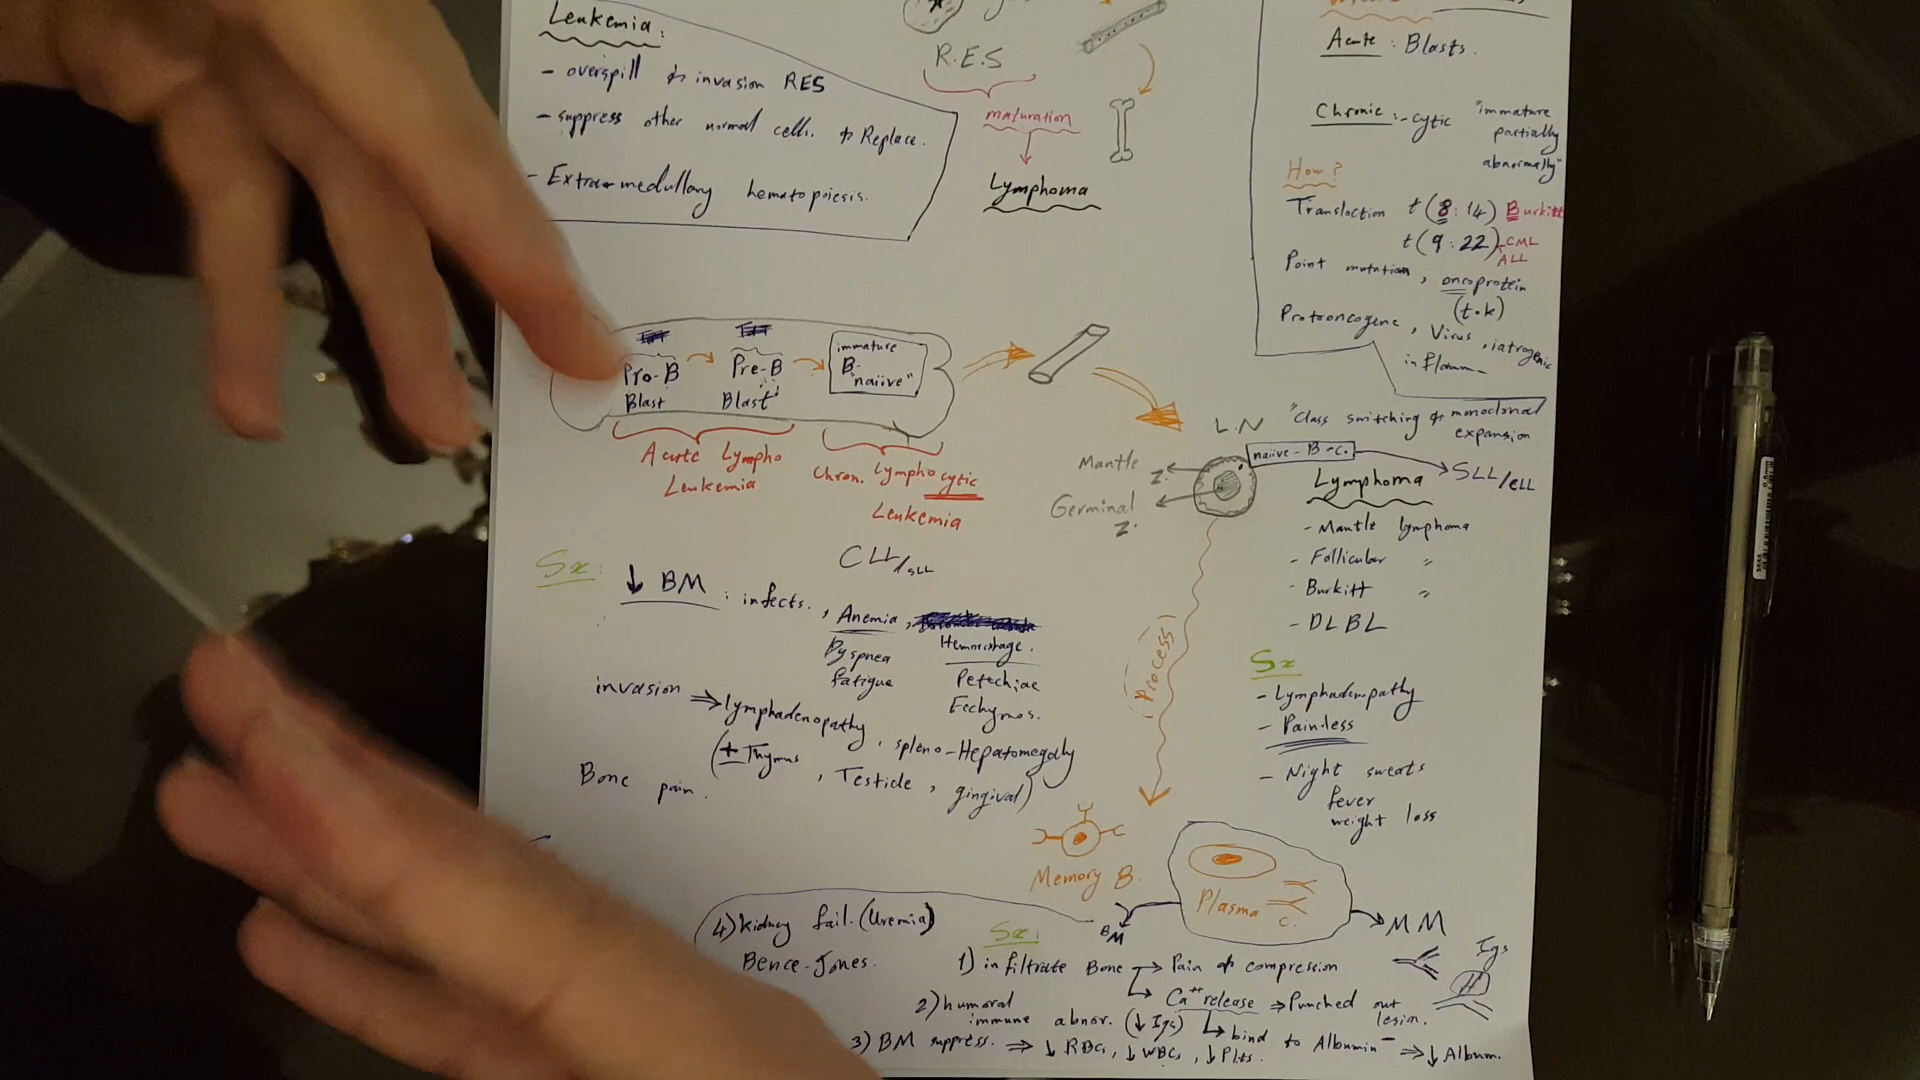 Leukemia:
- overspill & invasion RES
- suppress other normal cells. & Replace.
- Extra-medullary hematopoiesis.
R.E.S
maturation
Lymphoma
Acute : Blasts.
Chronic :- cytic "immature
partially
abnormally"
How?
Transloction t(8:14) Burkitt
t(9:22) CML
ALL
Point mutation, oncoprotein
(t.k)
Protooncogene, Virus, iatrogenic
inflamm-
Pro-B
Blast
Pre-B
Blast
immature
B-
"naiive"
Acute Lympho
Leukemia
Chron. Lymphocytic
Leukemia
CLL/SLL
L.N "Class switching & monoclonal
expansion
naiive-B-c.
SLL/CLL
Mantle
Z.
Germinal
Z.
Lymphoma
- Mantle lymphoma
- Follicular "
- Burkitt "
- DLBL
Sx
- Lymphadenopathy
- Painless
- Night sweats
fever
weight loss
Sx:
↓ BM : infects., Anemia,
Dyspnea
fatigue
Hemorrhage.
Petechiae
Ecchymos.
invasion ⇒ lymphadenopathy, spleno-Hepatomegaly
(± Thymus, Testicle, gingival)
Bone pain.
(Process)
Memory B.
Plasma
C.
BM
MM
Igs
H
4) Kidney fail. (Uremia)
Bence-Jones.
Sx:
1) infiltrate Bone → Pain & compression
↳ Ca++ release ⇒ Punched out
lesion.
2) humoral
immune abnor. (↓ Igs) ↳ bind to Albumin- ⇒ ↓ Album.
3) BM suppress. ⇒ ↓ RBCs, ↓ WBCs, ↓ Plts.